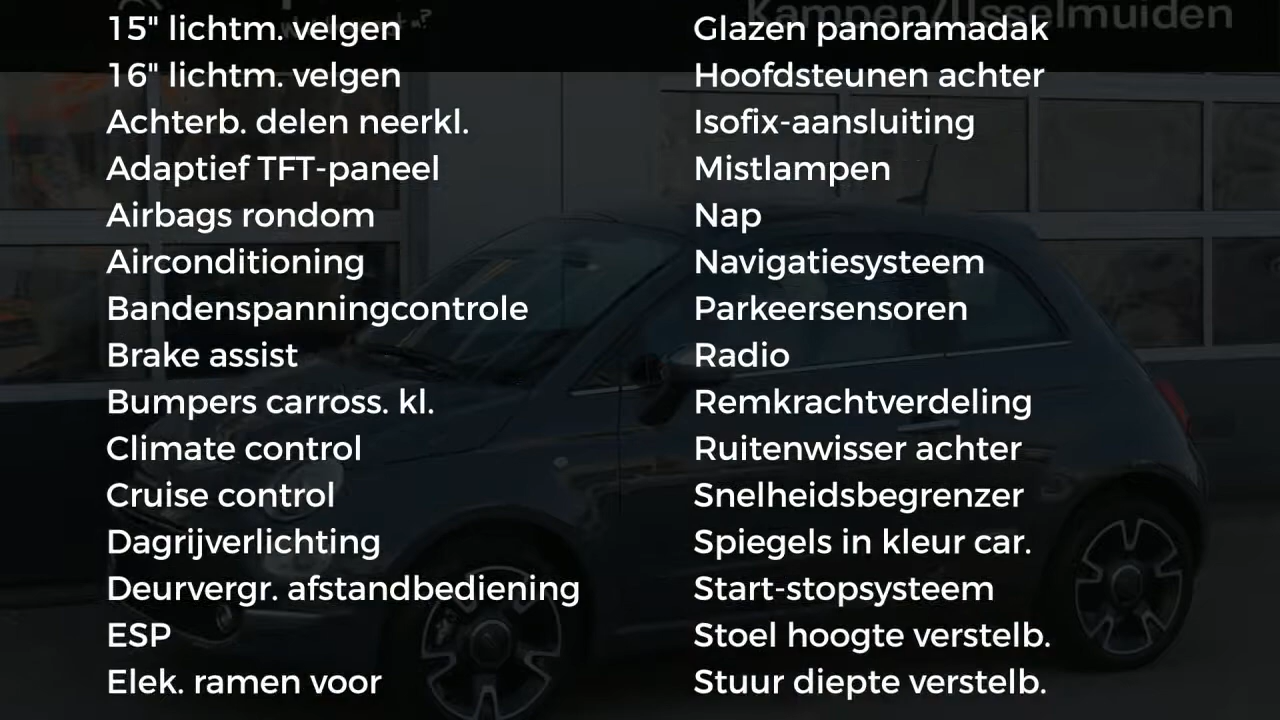 Kampen/IJsselmuiden
15" lichtm. velgen
16" lichtm. velgen
Achterb. delen neerkl.
Adaptief TFT-paneel
Airbags rondom
Airconditioning
Bandenspanningcontrole
Brake assist
Bumpers carross. kl.
Climate control
Cruise control
Dagrijverlichting
Deurvergr. afstandbediening
ESP
Elek. ramen voor
Glazen panoramadak
Hoofdsteunen achter
Isofix-aansluiting
Mistlampen
Nap
Navigatiesysteem
Parkeersensoren
Radio
Remkrachtverdeling
Ruitenwisser achter
Snelheidsbegrenzer
Spiegels in kleur car.
Start-stopsysteem
Stoel hoogte verstelb.
Stuur diepte verstelb.